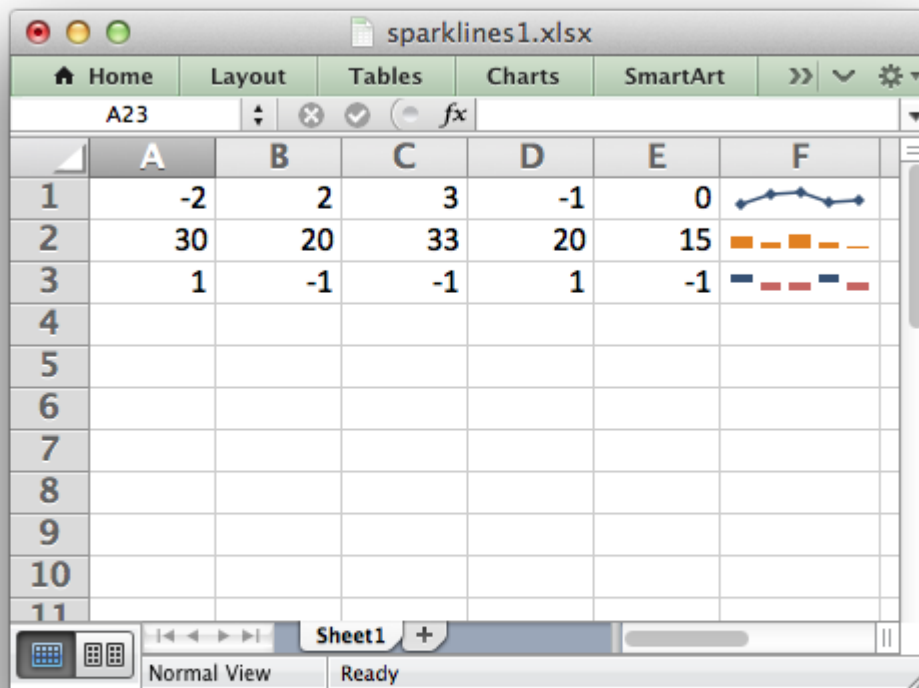 sparklines1.xlsx
Home Layout Tables Charts SmartArt
A23 fx
A B C D E F
1 -2 2 3 -1 0
2 30 20 33 20 15
3 1 -1 -1 1 -1
4
5
6
7
8
9
10
11
Sheet1 +
Normal View Ready